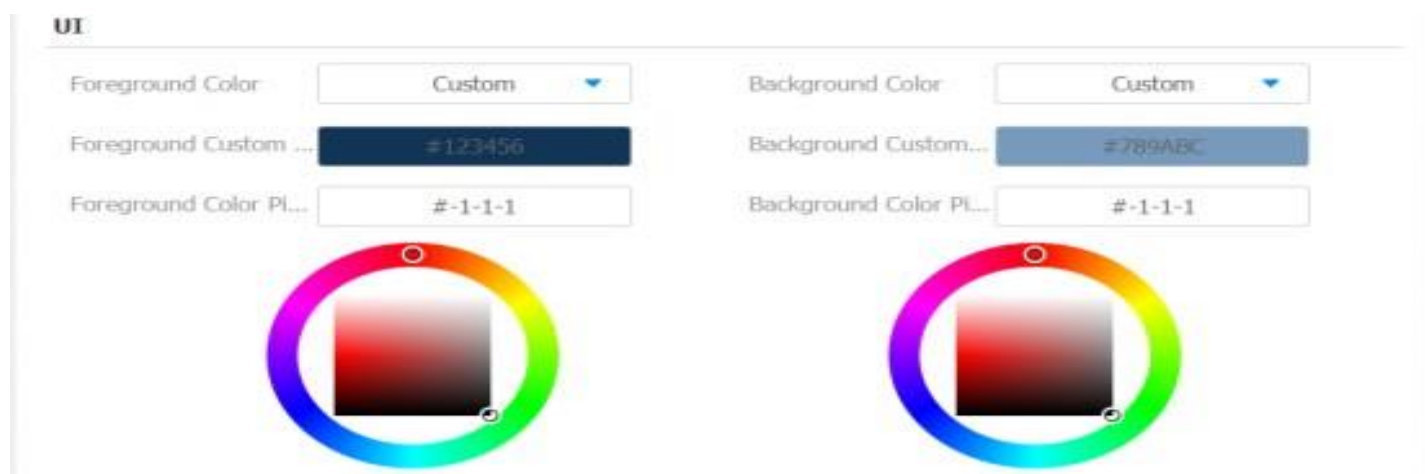 UI
Foreground Color Custom Background Color Custom
Foreground Custom ... #123456 Background Custom... #789ABC
Foreground Color Pi... #-1-1-1 Background Color Pi... #-1-1-1